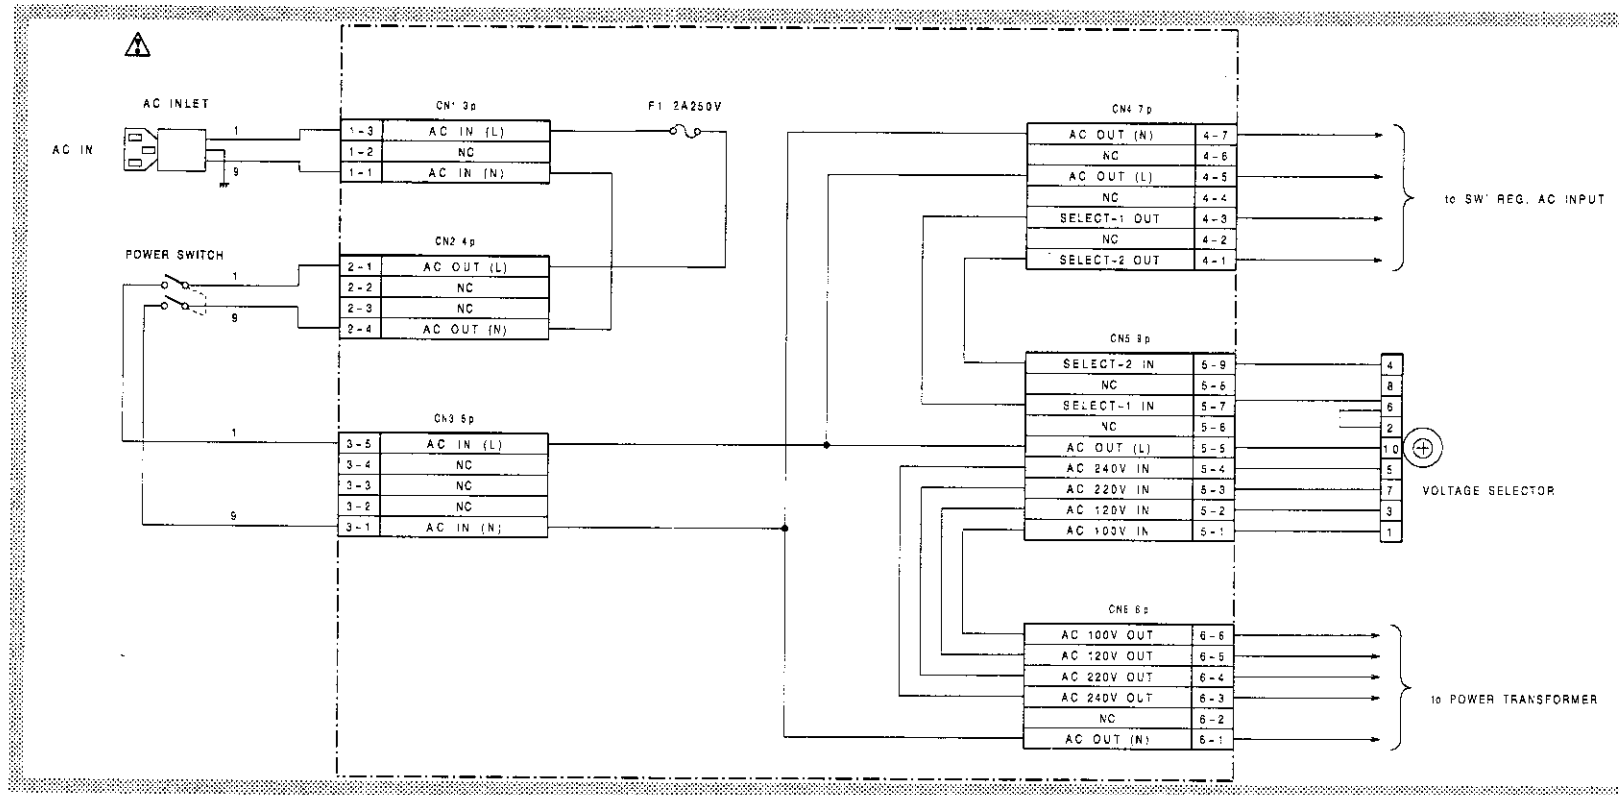 AC INLET
AC IN
1
9
POWER SWITCH
1
9
1
9
CN1 3p
1-3 AC IN (L)
1-2 NC
1-1 AC IN (N)
F1 2A250V
CN2 4p
2-1 AC OUT (L)
2-2 NC
2-3 NC
2-4 AC OUT (N)
CN3 5p
3-5 AC IN (L)
3-4 NC
3-3 NC
3-2 NC
3-1 AC IN (N)
CN4 7p
AC OUT (N) 4-7
NC 4-6
AC OUT (L) 4-5
NC 4-4
SELECT-1 OUT 4-3
NC 4-2
SELECT-2 OUT 4-1
to SW' REG. AC INPUT
CN5 9p
SELECT-2 IN 5-9 4
NC 5-8 8
SELECT-1 IN 5-7 6
NC 5-6 2
AC OUT (L) 5-5 10
AC 240V IN 5-4 5
AC 220V IN 5-3 7
AC 120V IN 5-2 3
AC 100V IN 5-1 1
VOLTAGE SELECTOR
CN6 6p
AC 100V OUT 6-6
AC 120V OUT 6-5
AC 220V OUT 6-4
AC 240V OUT 6-3
NC 6-2
AC OUT (N) 6-1
to POWER TRANSFORMER